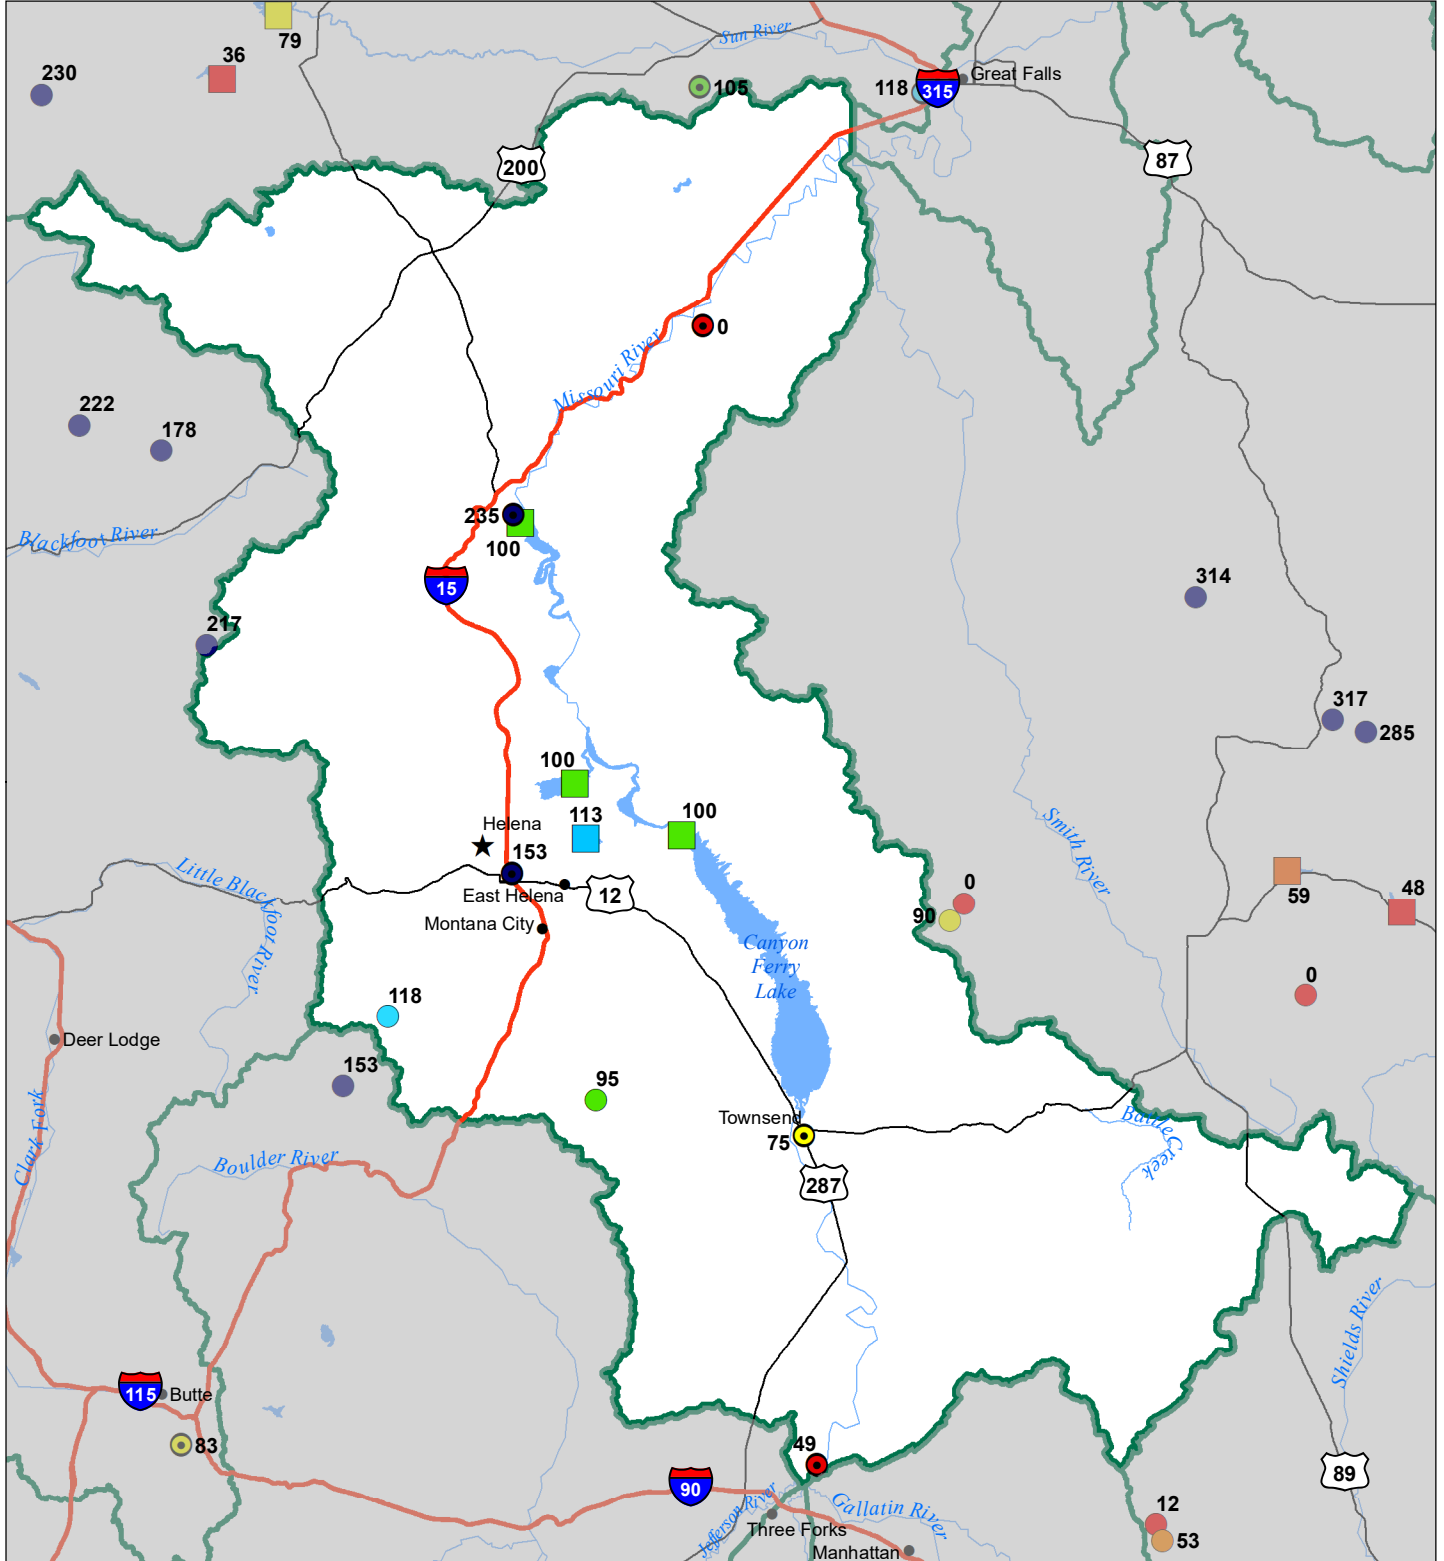 79
Sun River
36
230
Great Falls
105
118
315
200
87
0
Missouri River
222
178
235
100
Blackfoot River
15
314
217
317
285
100
100
113
Helena
Smith River
153
Little Blackfoot River
East Helena
12
0
59
48
90
Montana City
Canyon
Ferry
Lake
0
118
Deer Lodge
153
95
Townsend
75
Battle Creek
Clark Fork
Boulder River
287
Shields River
115
Butte
83
49
89
90
Jefferson River
Gallatin River
12
Three Forks
53
Manhattan